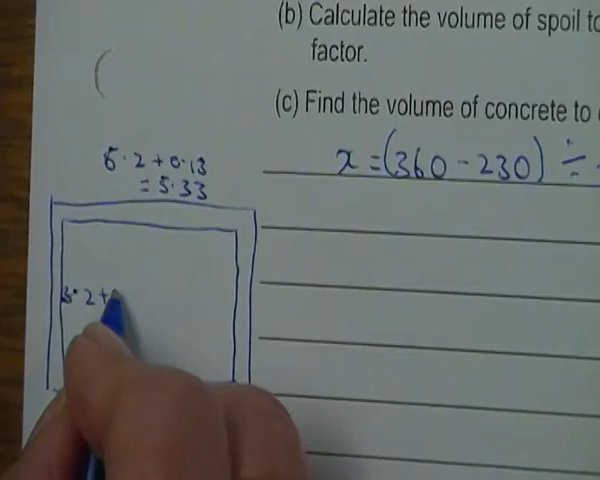 (b) Calculate the volume of spoil to
factor.
(
(c) Find the volume of concrete to
x = (360 - 230) ÷
5.2 + 0.13
= 5.33
3.2 +